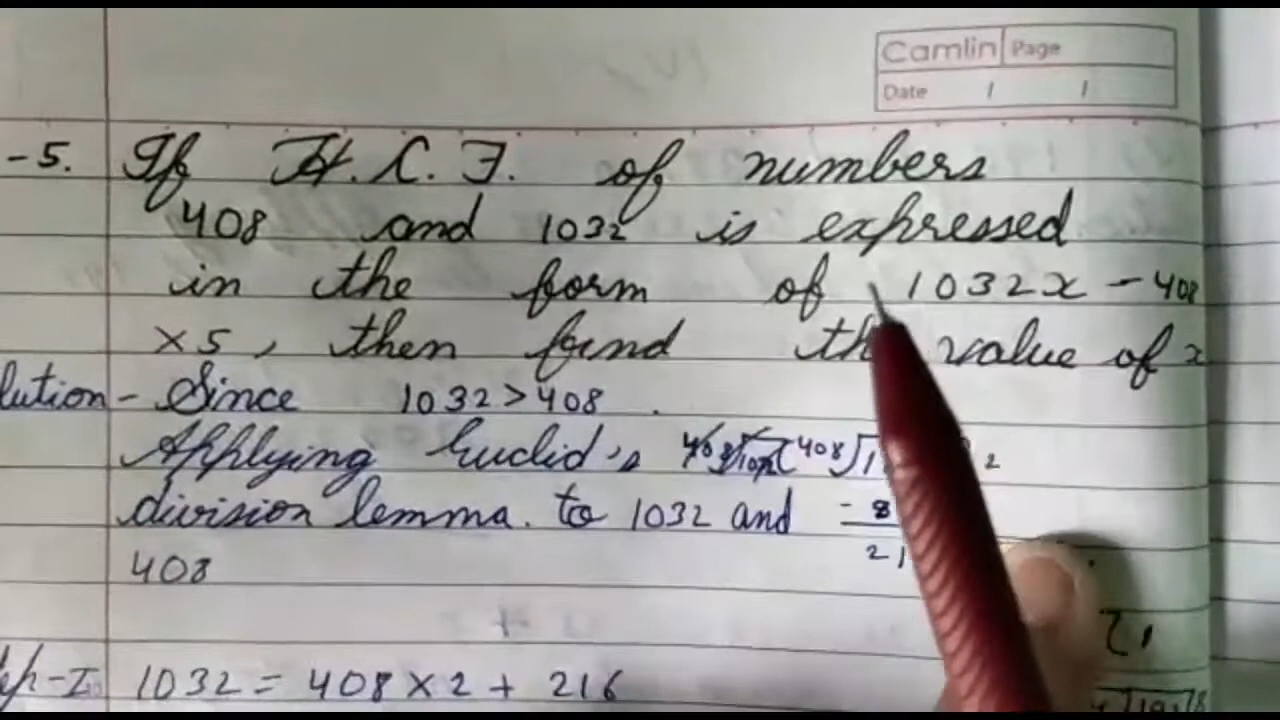 Camlin Page
Date / /
-5. If H.C.F. of numbers
408 and 1032 is expressed
in the form of 1032x - 408
×5, then find the value of x
lution - Since 1032>408
Applying Euclid's 408
division lemma. to 1032 and
408
1032 = 408 × 2 + 216